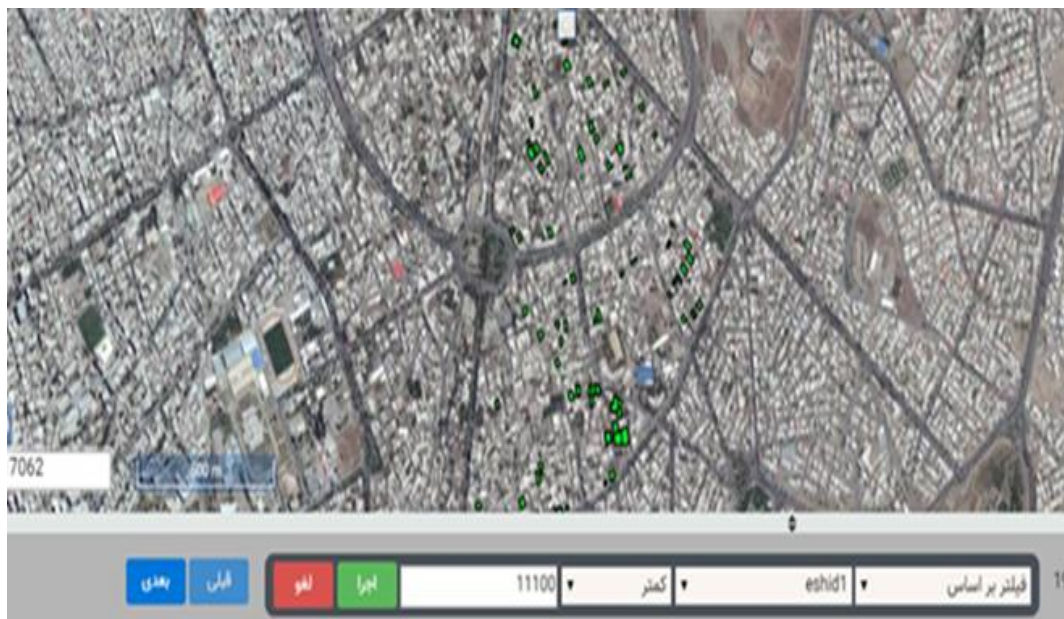 7062
500 m
فیلتر بر اساس
eshid1
کمتر
11100
اجرا
لغو
قبلی
بعدی